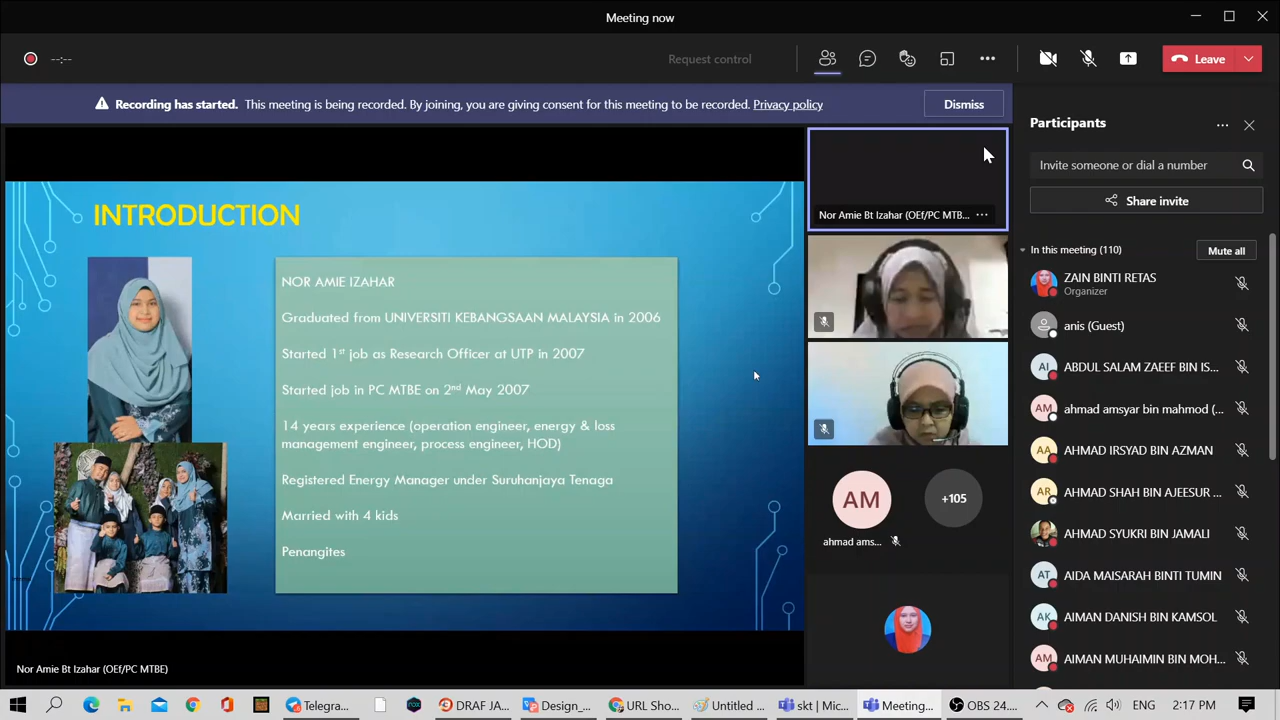 Meeting now
--:--
Request control
Leave
Recording has started. This meeting is being recorded. By joining, you are giving consent for this meeting to be recorded. Privacy policy
Dismiss
INTRODUCTION
NOR AMIE IZAHAR
Graduated from UNIVERSITI KEBANGSAAN MALAYSIA in 2006
Started 1st job as Research Officer at UTP in 2007
Started job in PC MTBE on 2nd May 2007
14 years experience (operation engineer, energy & loss
management engineer, process engineer, HOD)
Registered Energy Manager under Suruhanjaya Tenaga
Married with 4 kids
Penangites
Nor Amie Bt Izahar (OEf/PC MTBE)
Nor Amie Bt Izahar (OEf/PC MTB...
AM
+105
ahmad ams...
Participants
Invite someone or dial a number
Share invite
In this meeting (110)
Mute all
ZAIN BINTI RETAS
Organizer
anis (Guest)
AI
ABDUL SALAM ZAEEF BIN IS...
AM
ahmad amsyar bin mahmod (...
AA
AHMAD IRSYAD BIN AZMAN
AR
AHMAD SHAH BIN AJEESUR ...
AHMAD SYUKRI BIN JAMALI
AT
AIDA MAISARAH BINTI TUMIN
AK
AIMAN DANISH BIN KAMSOL
AM
AIMAN MUHAIMIN BIN MOH...
Telegra...
DRAF JA...
Design_...
URL Sho...
Untitled ...
skt | Mic...
Meeting...
OBS 24....
ENG
2:17 PM